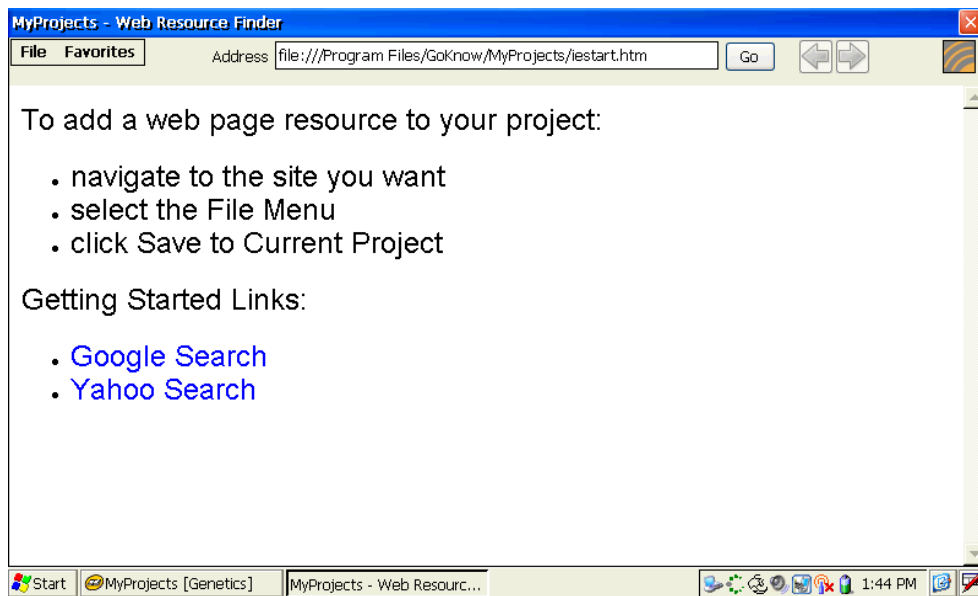 MyProjects - Web Resource Finder
File Favorites Address file:///Program Files/GoKnow/MyProjects/iestart.htm Go
To add a web page resource to your project:
• navigate to the site you want
• select the File Menu
• click Save to Current Project
Getting Started Links:
• Google Search
• Yahoo Search
Start MyProjects [Genetics] MyProjects - Web Resourc... 1:44 PM